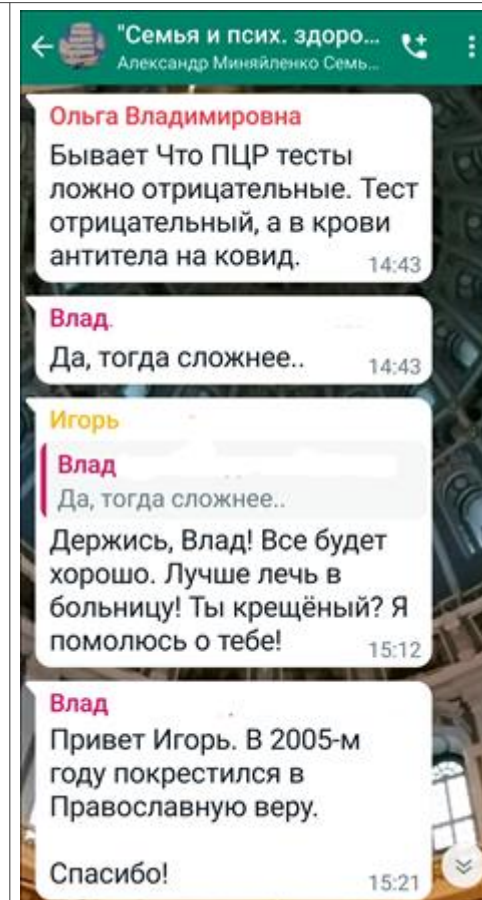 "Семья и псих. здоро...
Александр Миняйленко Семь...
Ольга Владимировна
Бывает Что ПЦР тесты
ложно отрицательные. Тест
отрицательный, а в крови
антитела на ковид.
14:43
Влад
Да, тогда сложнее..
14:43
Игорь
Влад
Да, тогда сложнее..
Держись, Влад! Все будет
хорошо. Лучше лечь в
больницу! Ты крещёный? Я
помолюсь о тебе!
15:12
Влад
Привет Игорь. В 2005-м
году покрестился в
Православную веру.
Спасибо!
15:21